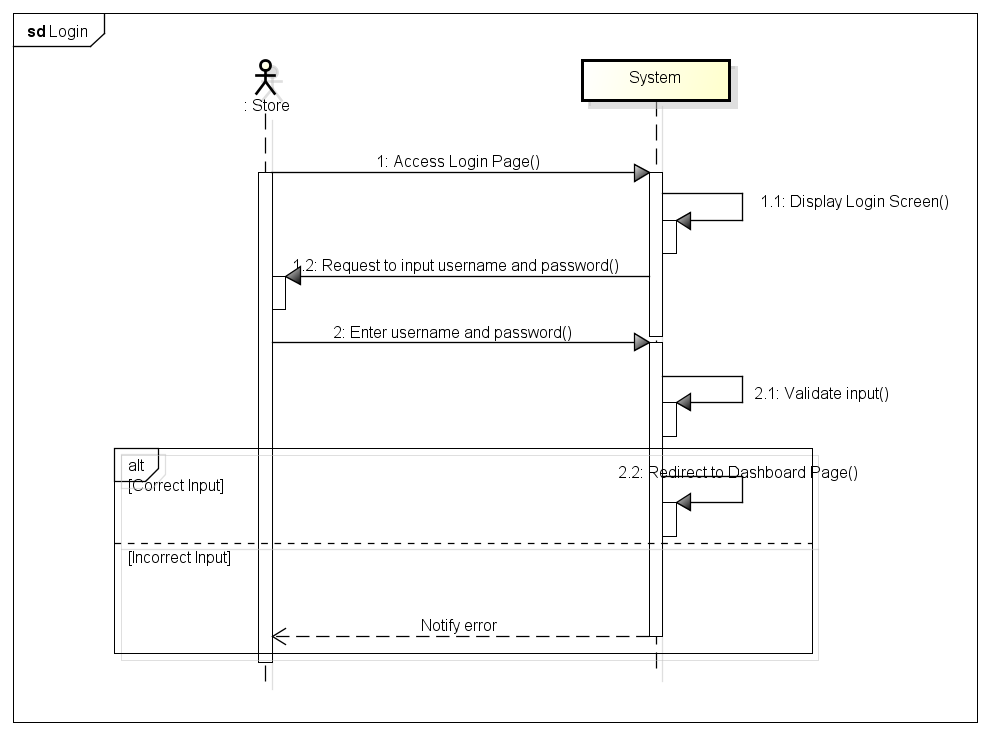 sd Login
: Store
System
1: Access Login Page()
1.1: Display Login Screen()
1.2: Request to input username and password()
2: Enter username and password()
2.1: Validate input()
alt
2.2: Redirect to Dashboard Page()
[Correct Input]
[Incorrect Input]
Notify error